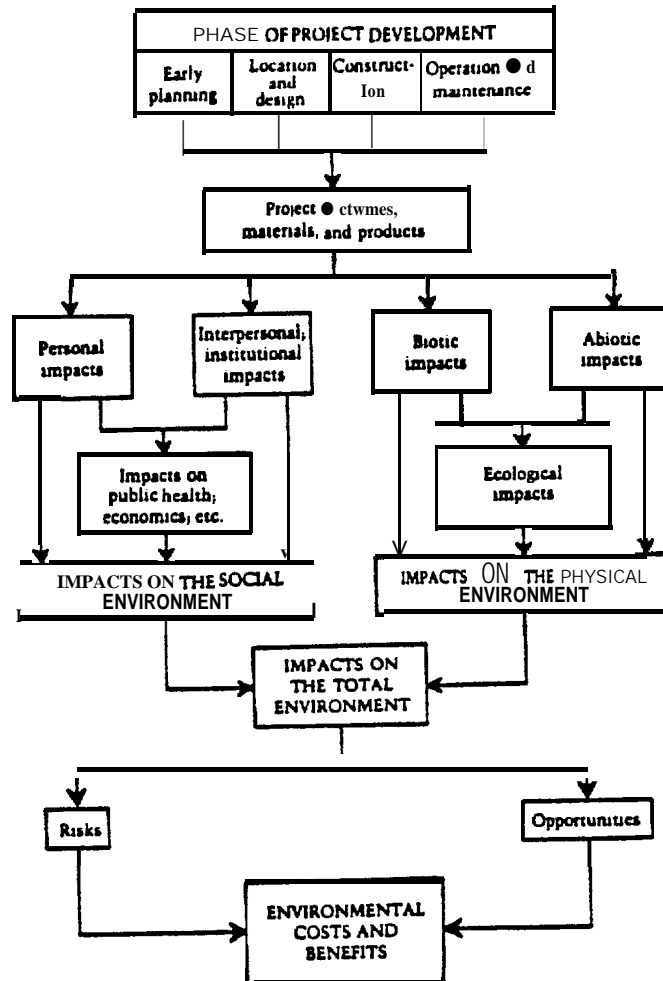 PHASE OF PROJECT DEVELOPMENT
Early
planning
Location
and
design
Construct-
Ion
Operation ● d
maintenance
Project ● ctwmes,
materials, and products
Personal
impacts
Interpersonal;
institutional
impacts
Biotic
impacts
Abiotic
impacts
Impacts on
public health;
economics; etc.
Ecological
impacts
IMPACTS ON THE SOCIAL
ENVIRONMENT
IMPACTS ON THE PHYSICAL
ENVIRONMENT
IMPACTS ON
THE TOTAL
ENVIRONMENT
Risks
Opportunities
ENVIRONMENTAL
COSTS AND
BENEFITS